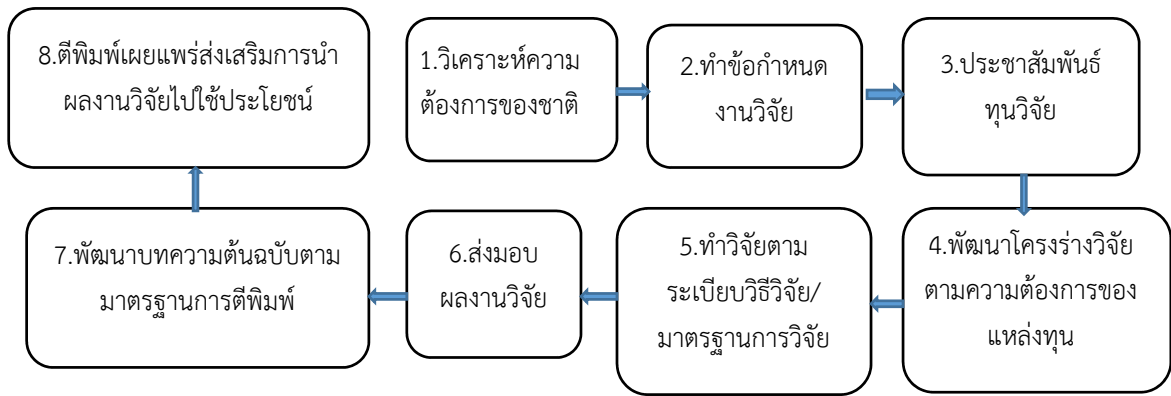 1.วิเคราะห์ความ
ต้องการของชาติ
2.ทำข้อกำหนด
งานวิจัย
3.ประชาสัมพันธ์
ทุนวิจัย
4.พัฒนาโครงร่างวิจัย
ตามความต้องการของ
แหล่งทุน
5.ทำวิจัยตาม
ระเบียบวิธีวิจัย/
มาตรฐานการวิจัย
6.ส่งมอบ
ผลงานวิจัย
7.พัฒนาบทความต้นฉบับตาม
มาตรฐานการตีพิมพ์
8.ตีพิมพ์เผยแพร่ส่งเสริมการนำ
ผลงานวิจัยไปใช้ประโยชน์